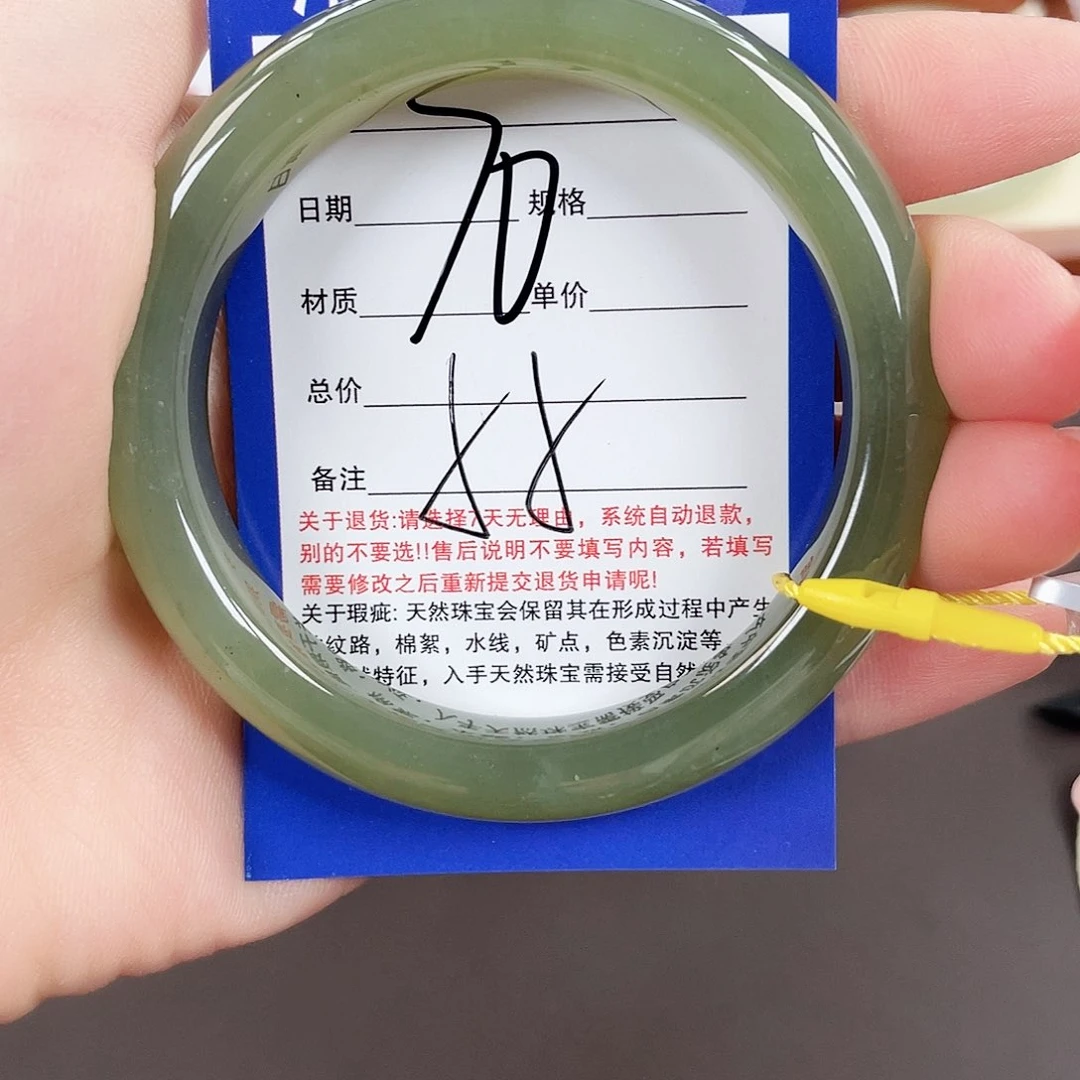 70
日期 规格
材质 单价
总价
88
备注
关于退货:请选择7天无理由，系统自动退款，
别的不要选!!售后说明不要填写内容，若填写
需要修改之后重新提交退货申请呢!
关于瑕疵: 天然珠宝会保留其在形成过程中产生
纹路，棉絮，水线，矿点，色素沉淀等
特征，入手天然珠宝需接受自然